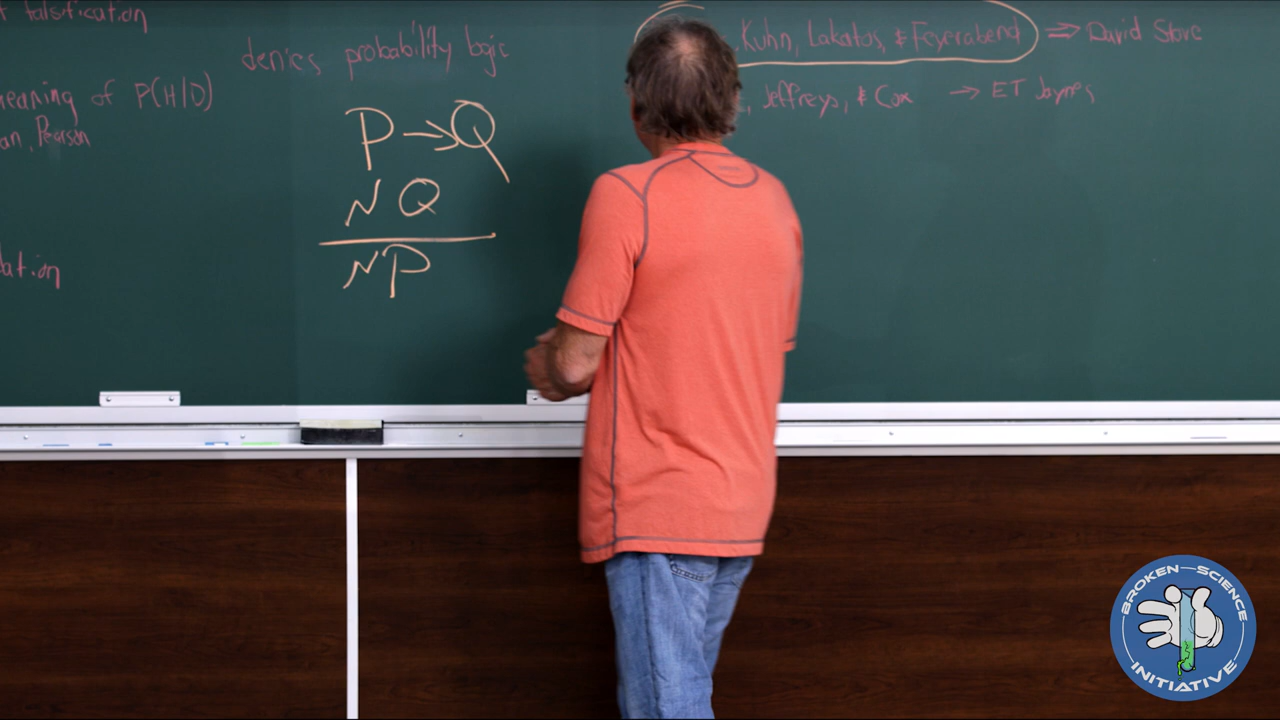 falsification
denies probability logic
meaning of P(H|D)
Pearson
P → Q
N Q
N P
Kuhn, Lakatos, & Feyerabend ⇒ David Stove
Jeffreys, & Cox → ET Jaynes
BROKEN—SCIENCE
INITIATIVE